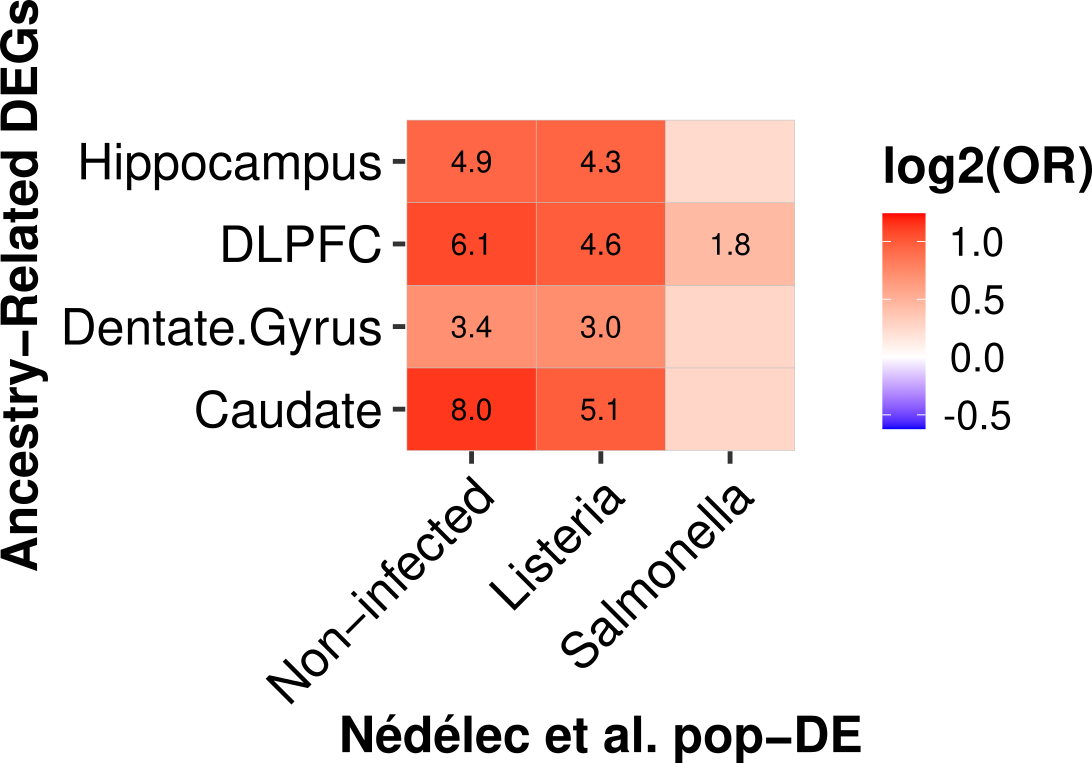 Ancestry−Related DEGs
Hippocampus
4.9
4.3
DLPFC
6.1
4.6
1.8
Dentate.Gyrus
3.4
3.0
Caudate
8.0
5.1
Non−infected
Listeria
Salmonella
Nédélec et al. pop−DE
log2(OR)
1.0
0.5
0.0
-0.5